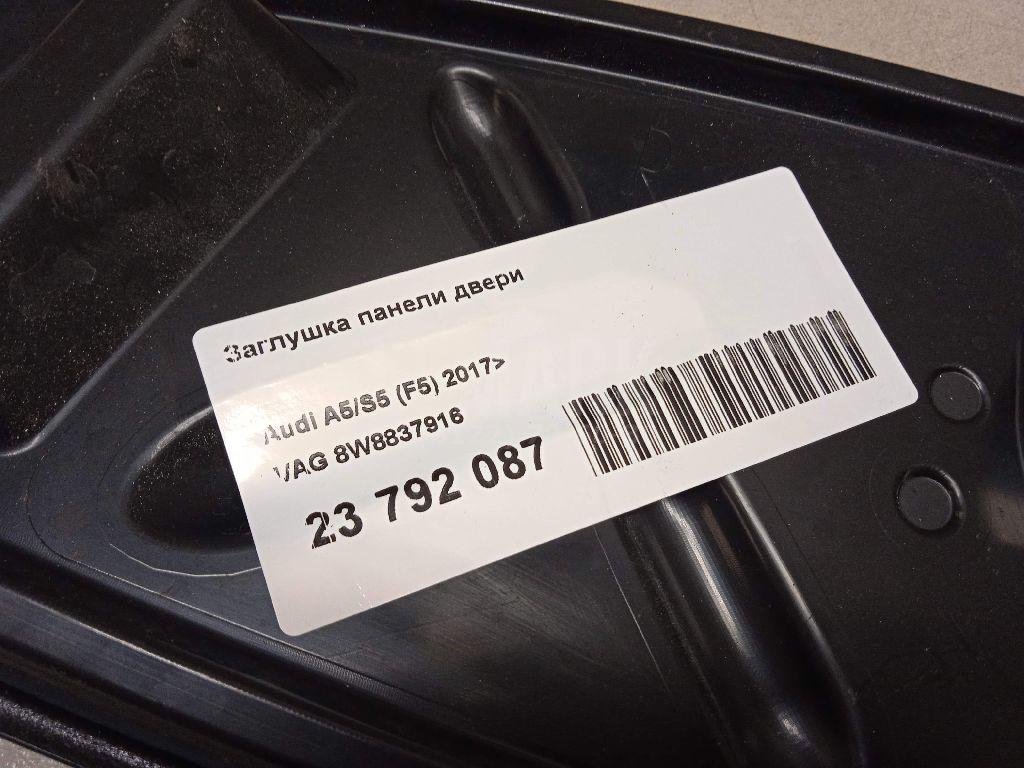 Заглушка панели двери
Audi A5/S5 (F5) 2017>
VAG 8W8837916
23 792 087